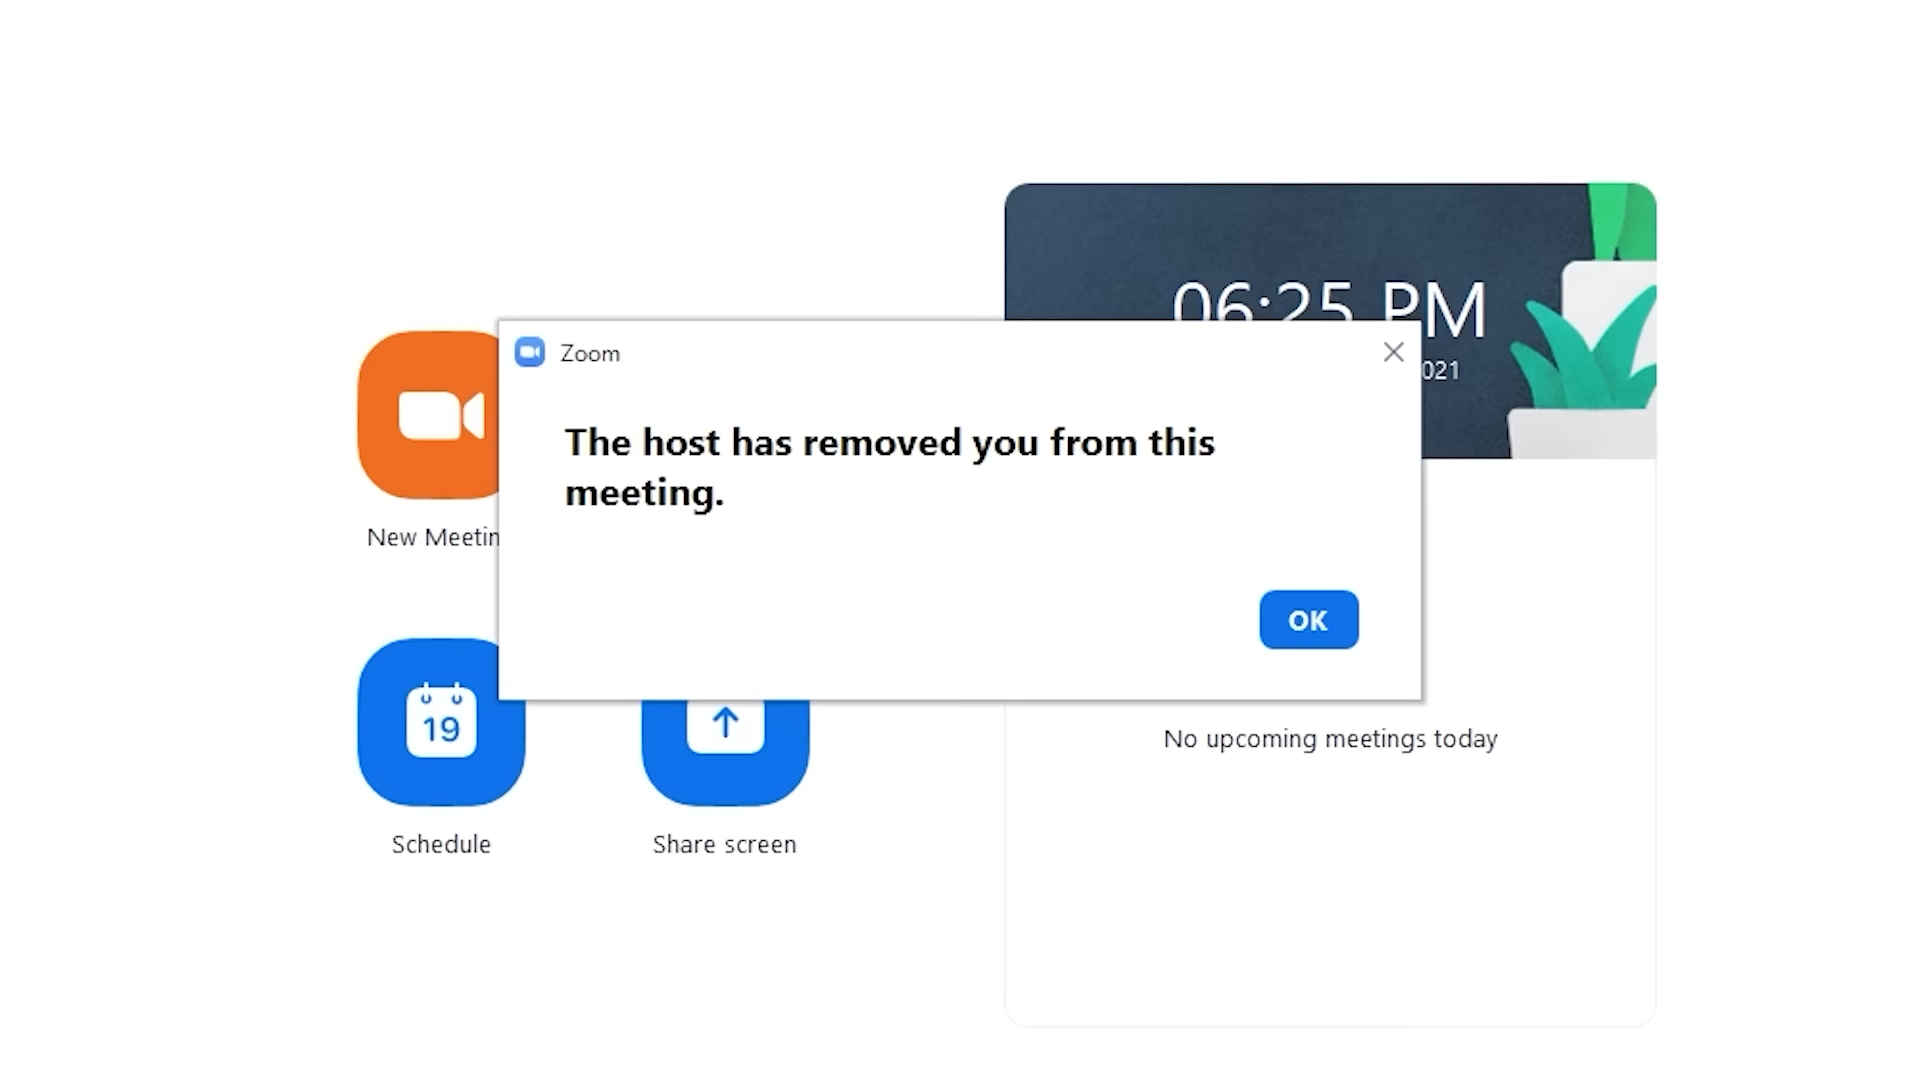 06:25 PM
021
Zoom
The host has removed you from this
meeting.
OK
New Meetin
19
Schedule
Share screen
No upcoming meetings today